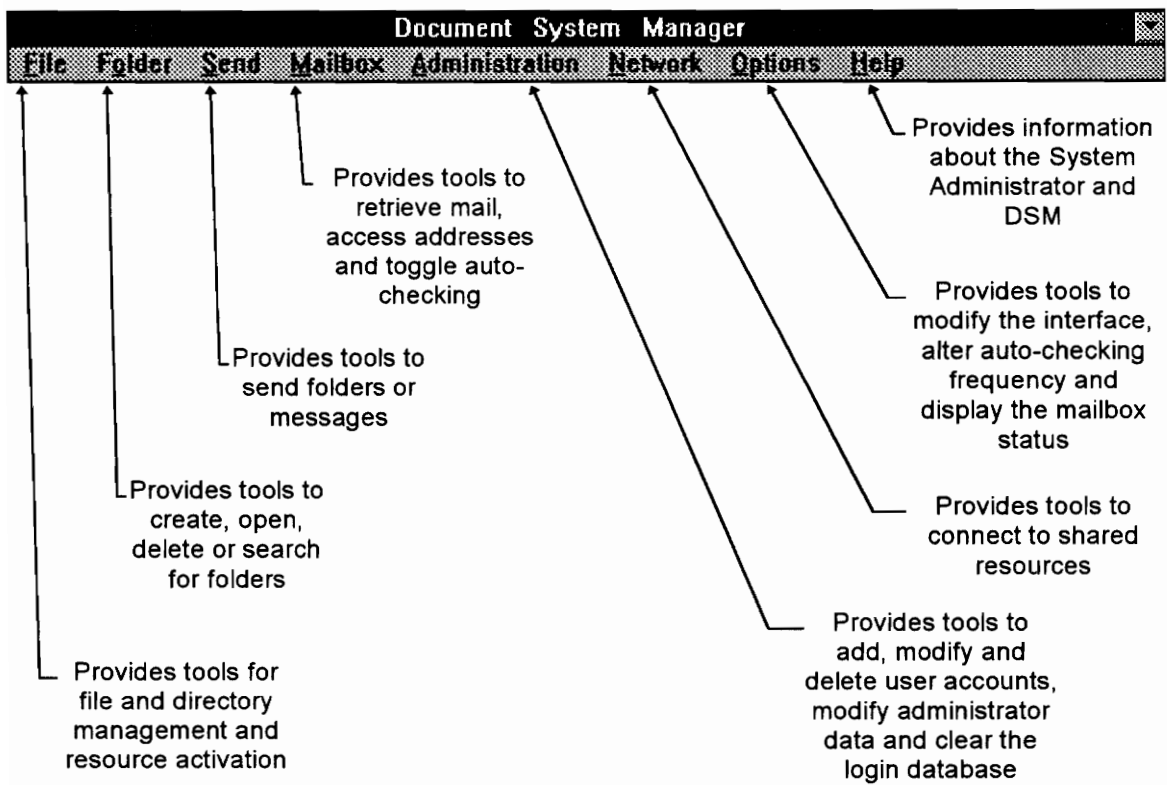 Document System Manager
File Folder Send Mailbox Administration Network Options Help
Provides information
about the System
Administrator and
DSM
Provides tools to
retrieve mail,
access addresses
and toggle auto-
checking
Provides tools to
modify the interface,
alter auto-checking
frequency and
display the mailbox
status
Provides tools to
send folders or
messages
Provides tools to
create, open,
delete or search
for folders
Provides tools to
connect to shared
resources
Provides tools to
add, modify and
delete user accounts,
modify administrator
data and clear the
login database
Provides tools for
file and directory
management and
resource activation